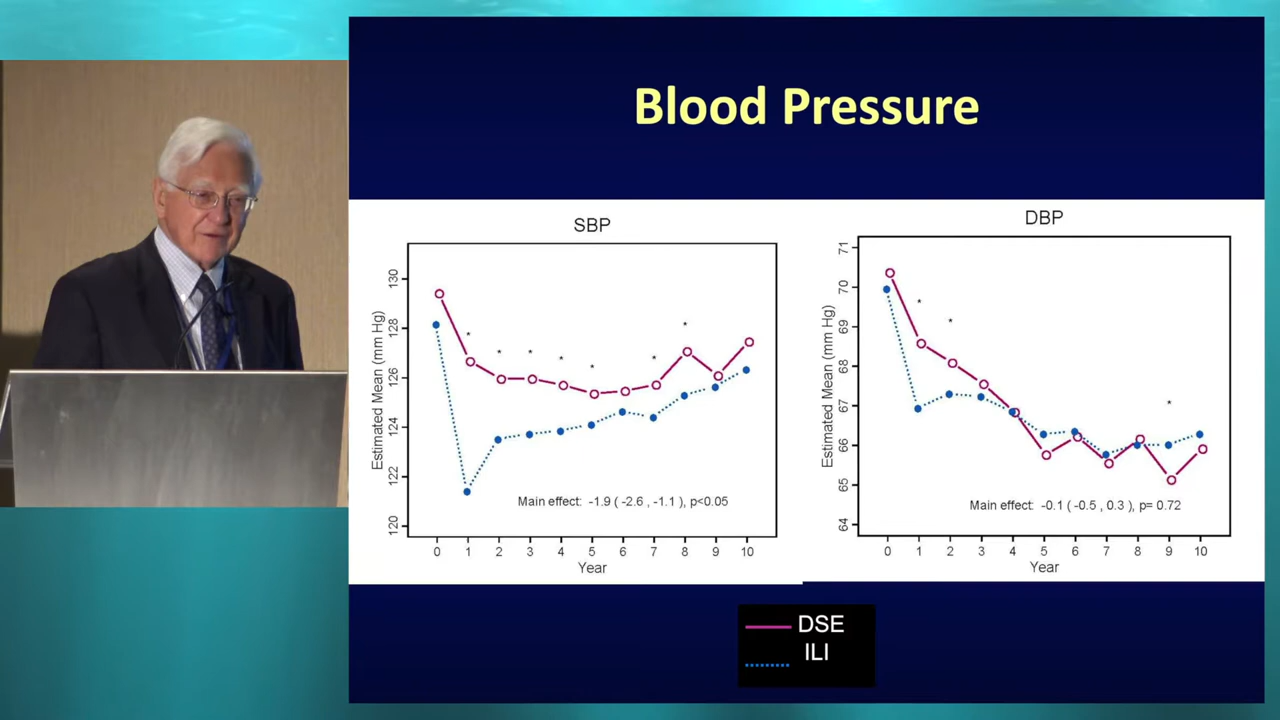 Blood Pressure
SBP
Estimated Mean (mm Hg)
130
128
126
124
122
120
* * * * * * *
Main effect: -1.9 ( -2.6 , -1.1 ), p<0.05
0 1 2 3 4 5 6 7 8 9 10
Year
DBP
Estimated Mean (mm Hg)
71
70
69
68
67
66
65
64
* * *
Main effect: -0.1 ( -0.5 , 0.3 ), p= 0.72
0 1 2 3 4 5 6 7 8 9 10
Year
DSE
ILI